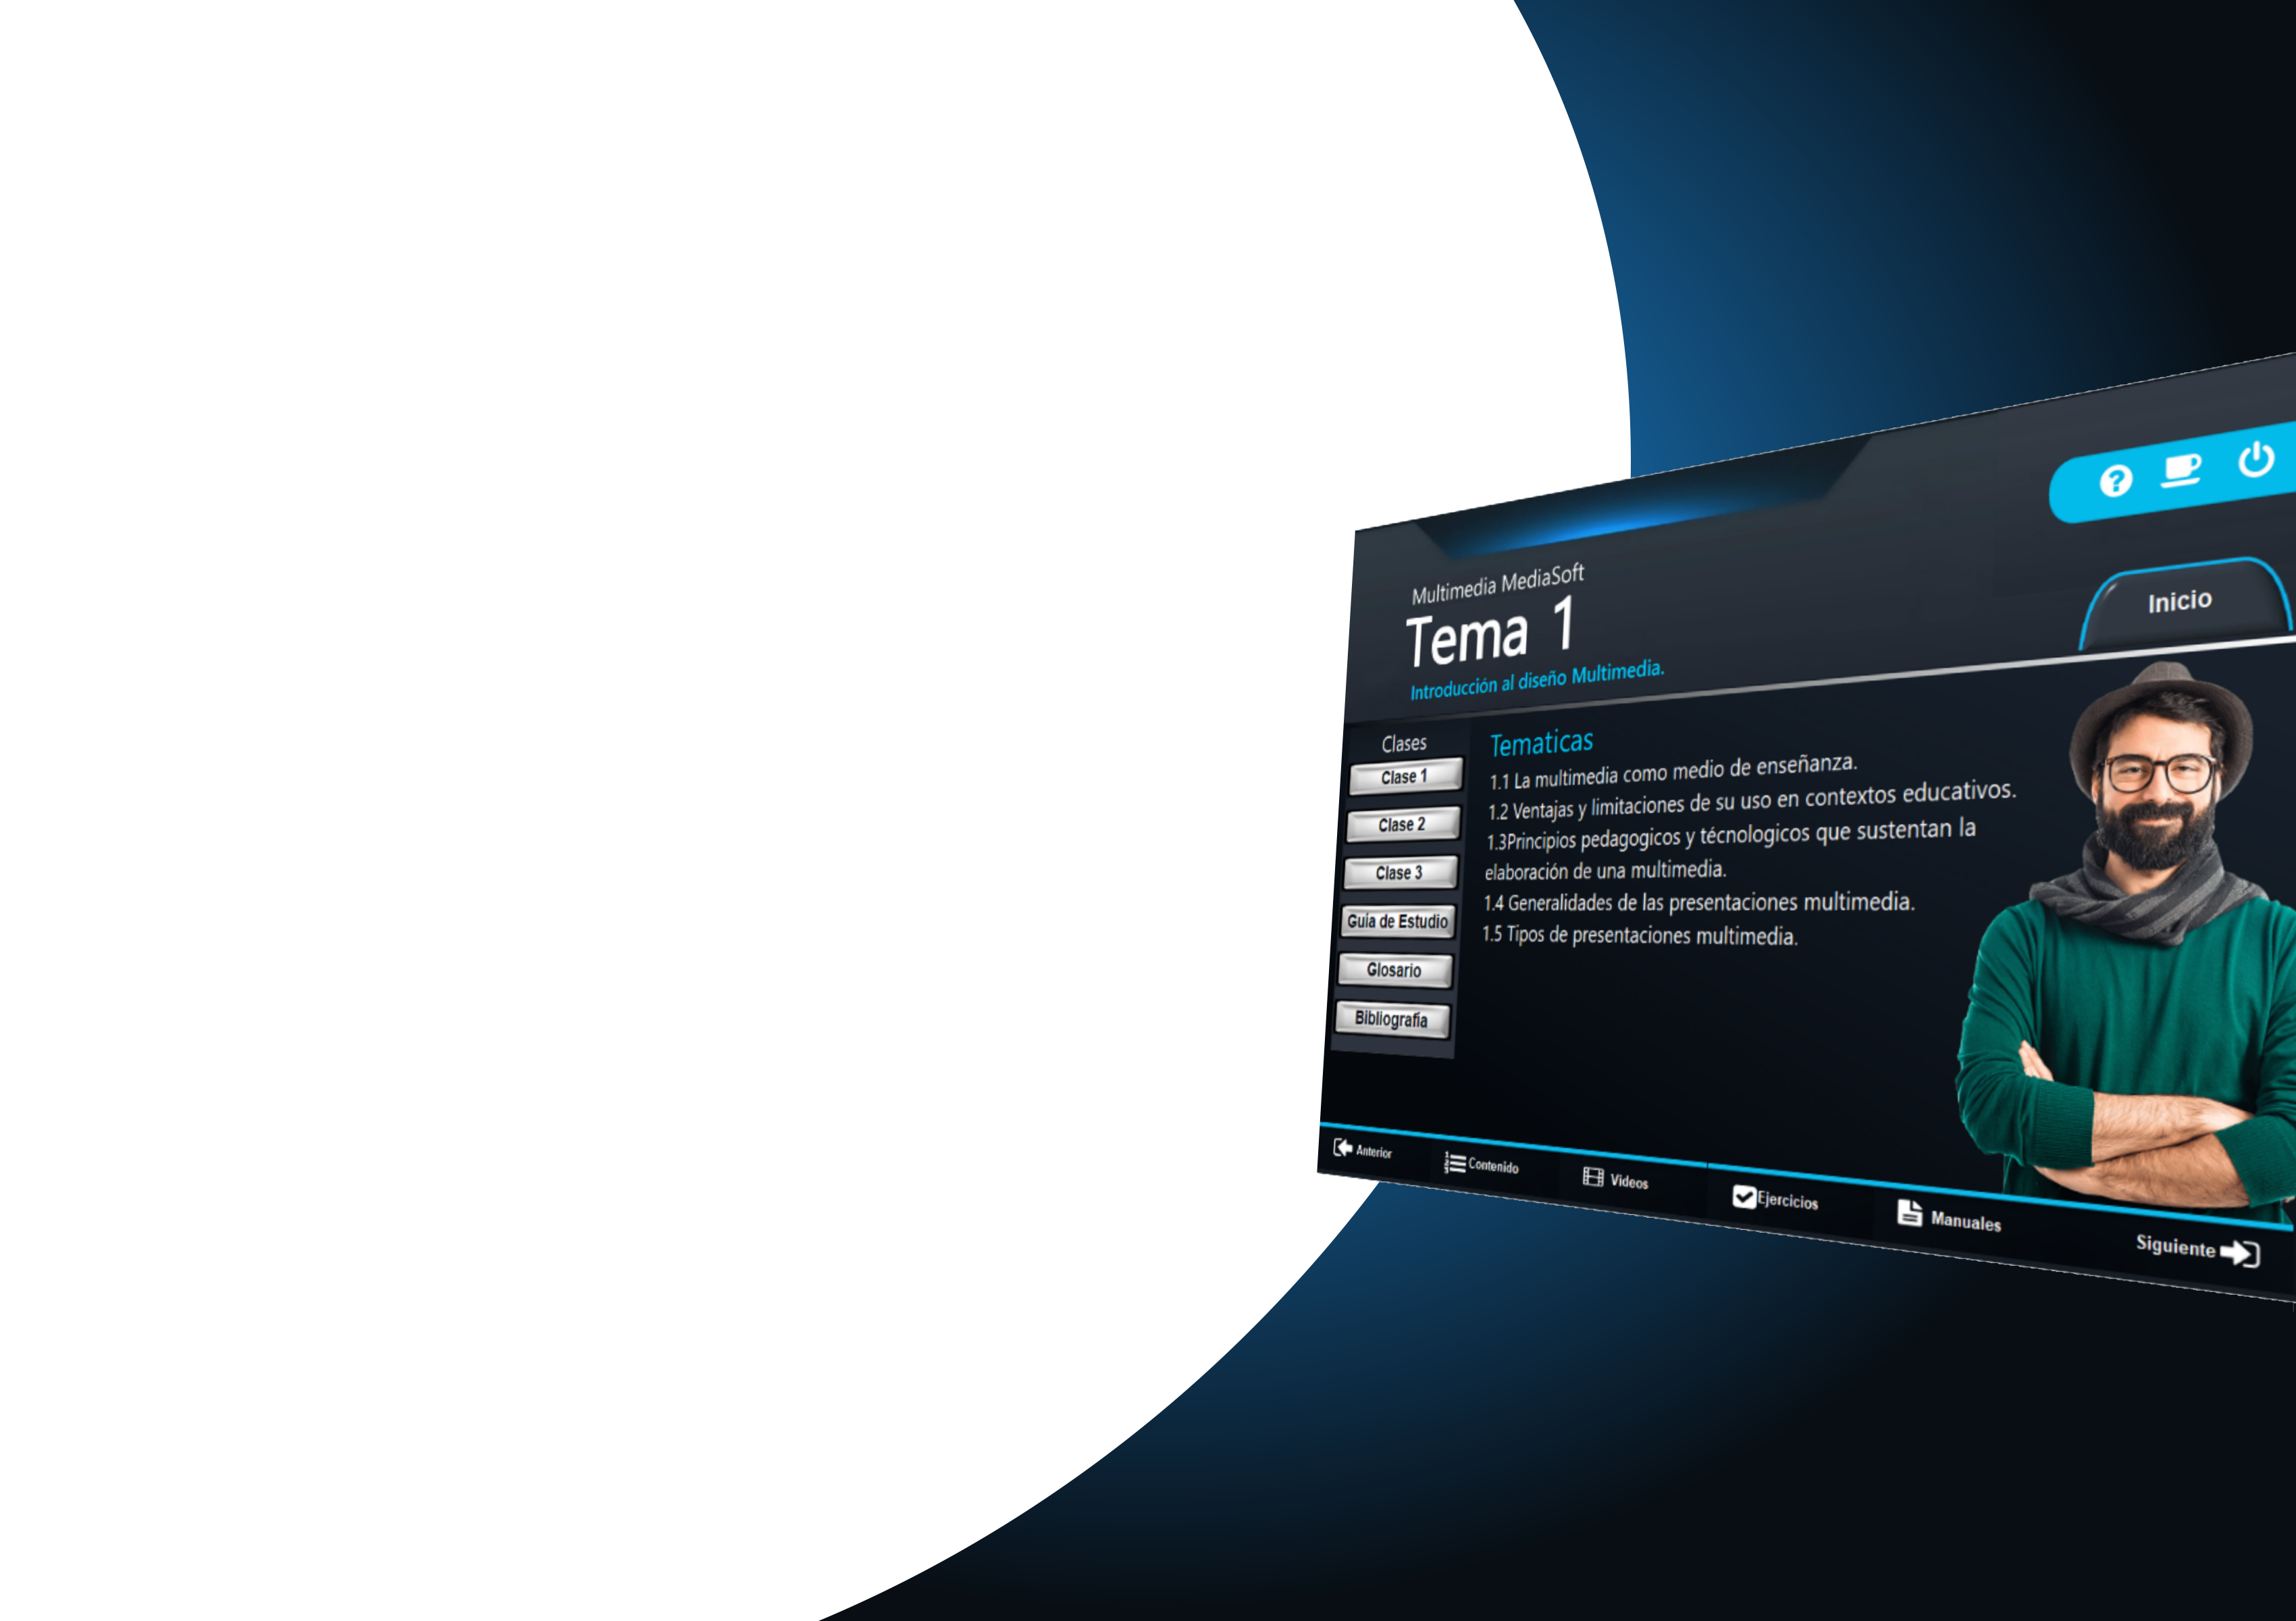 Multimedia MediaSoft
Tema 1
Introducción al diseño Multimedia.
Inicio
Clases
Clase 1
Clase 2
Clase 3
Guía de Estudio
Glosario
Bibliografía
Tematicas
1.1 La multimedia como medio de enseñanza.
1.2 Ventajas y limitaciones de su uso en contextos educativos.
1.3Principios pedagogicos y técnologicos que sustentan la
elaboración de una multimedia.
1.4 Generalidades de las presentaciones multimedia.
1.5 Tipos de presentaciones multimedia.
Anterior
Contenido
Videos
Ejercicios
Manuales
Siguiente